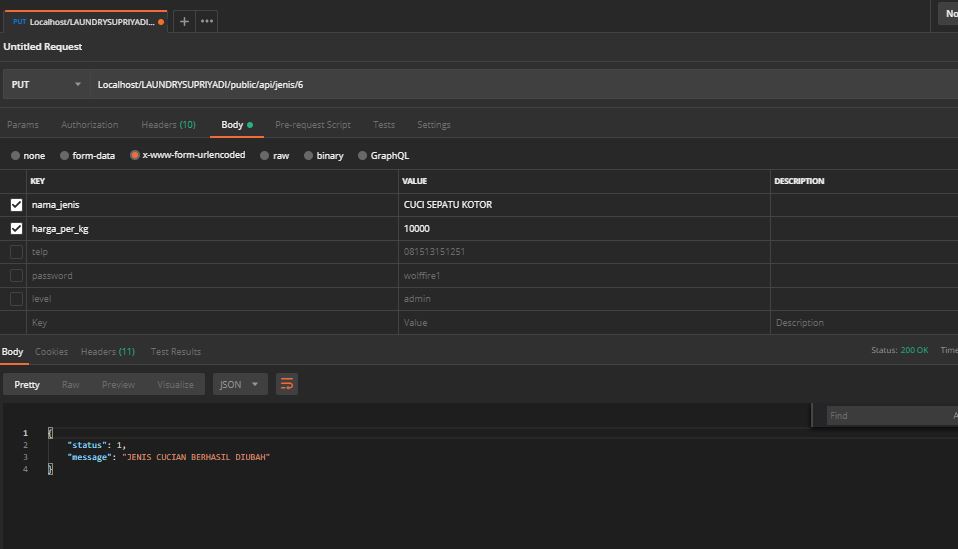 PUT Localhost/LAUNDRYSUPRIYADI... + ••• No
Untitled Request
PUT Localhost/LAUNDRYSUPRIYADI/public/api/jenis/6
Params Authorization Headers (10) Body Pre-request Script Tests Settings
none form-data x-www-form-urlencoded raw binary GraphQL
KEY VALUE DESCRIPTION
nama_jenis CUCI SEPATU KOTOR
harga_per_kg 10000
telp 081513151251
password wolffire1
level admin
Key Value Description
Body Cookies Headers (11) Test Results Status: 200 OK Time
Pretty Raw Preview Visualize JSON
Find A
1 {
2 "status": 1,
3 "message": "JENIS CUCIAN BERHASIL DIUBAH"
4 }